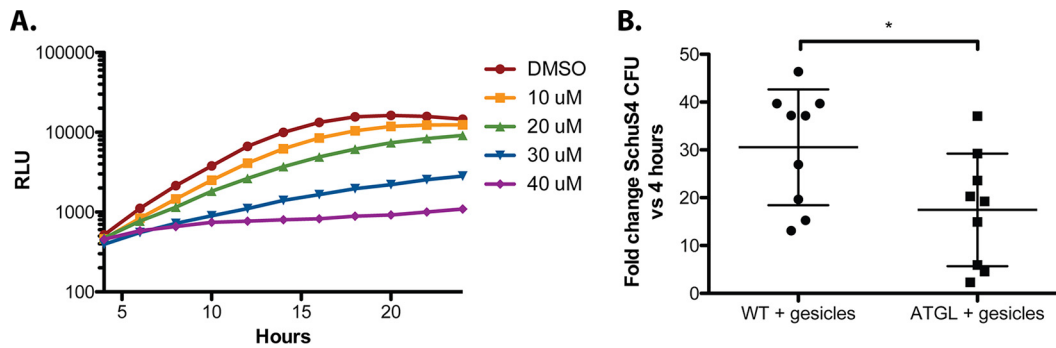 A.
100000
10000
1000
100
RLU
5
10
15
20
Hours
DMSO
10 uM
20 uM
30 uM
40 uM
B.
*
50
40
30
20
10
0
Fold change SchuS4 CFU
vs 4 hours
WT + gesicles
ATGL + gesicles